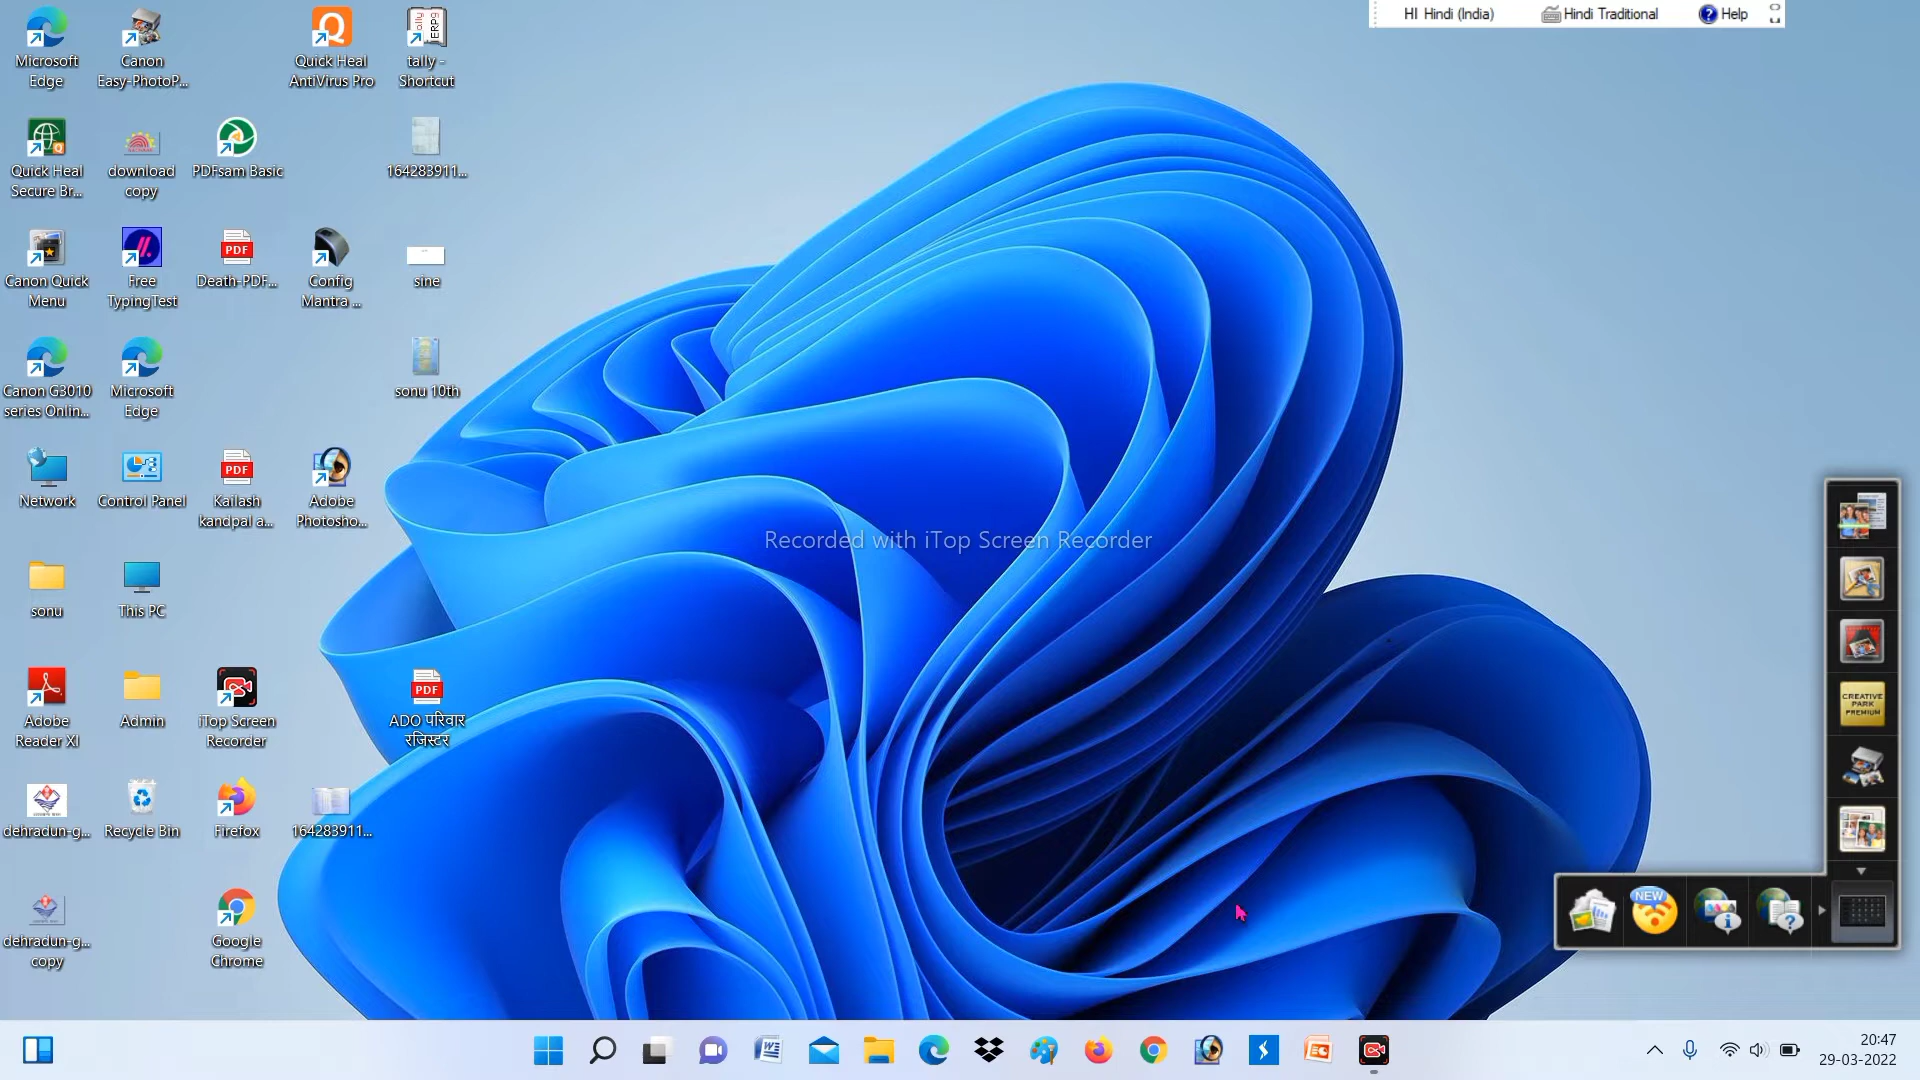 HI Hindi (India) Hindi Traditional Help
Microsoft
Edge
Canon
Easy-PhotoP...
Quick Heal
AntiVirus Pro
tally -
Shortcut
Quick Heal
Secure Br...
download
copy
PDFsam Basic
164283911...
Canon Quick
Menu
Free
TypingTest
Death-PDF...
Config
Mantra ...
sine
Canon G3010
series Onlin...
Microsoft
Edge
sonu 10th
Network
Control Panel
Kailash
kandpal a...
Adobe
Photosho...
Recorded with iTop Screen Recorder
sonu
This PC
Adobe
Reader XI
Admin
iTop Screen
Recorder
ADO परिवार
रजिस्टर
dehradun-g...
Recycle Bin
Firefox
164283911...
dehradun-g...
copy
Google
Chrome
CREATIVE
PARK
PREMIUM
NEW
20:47
29-03-2022